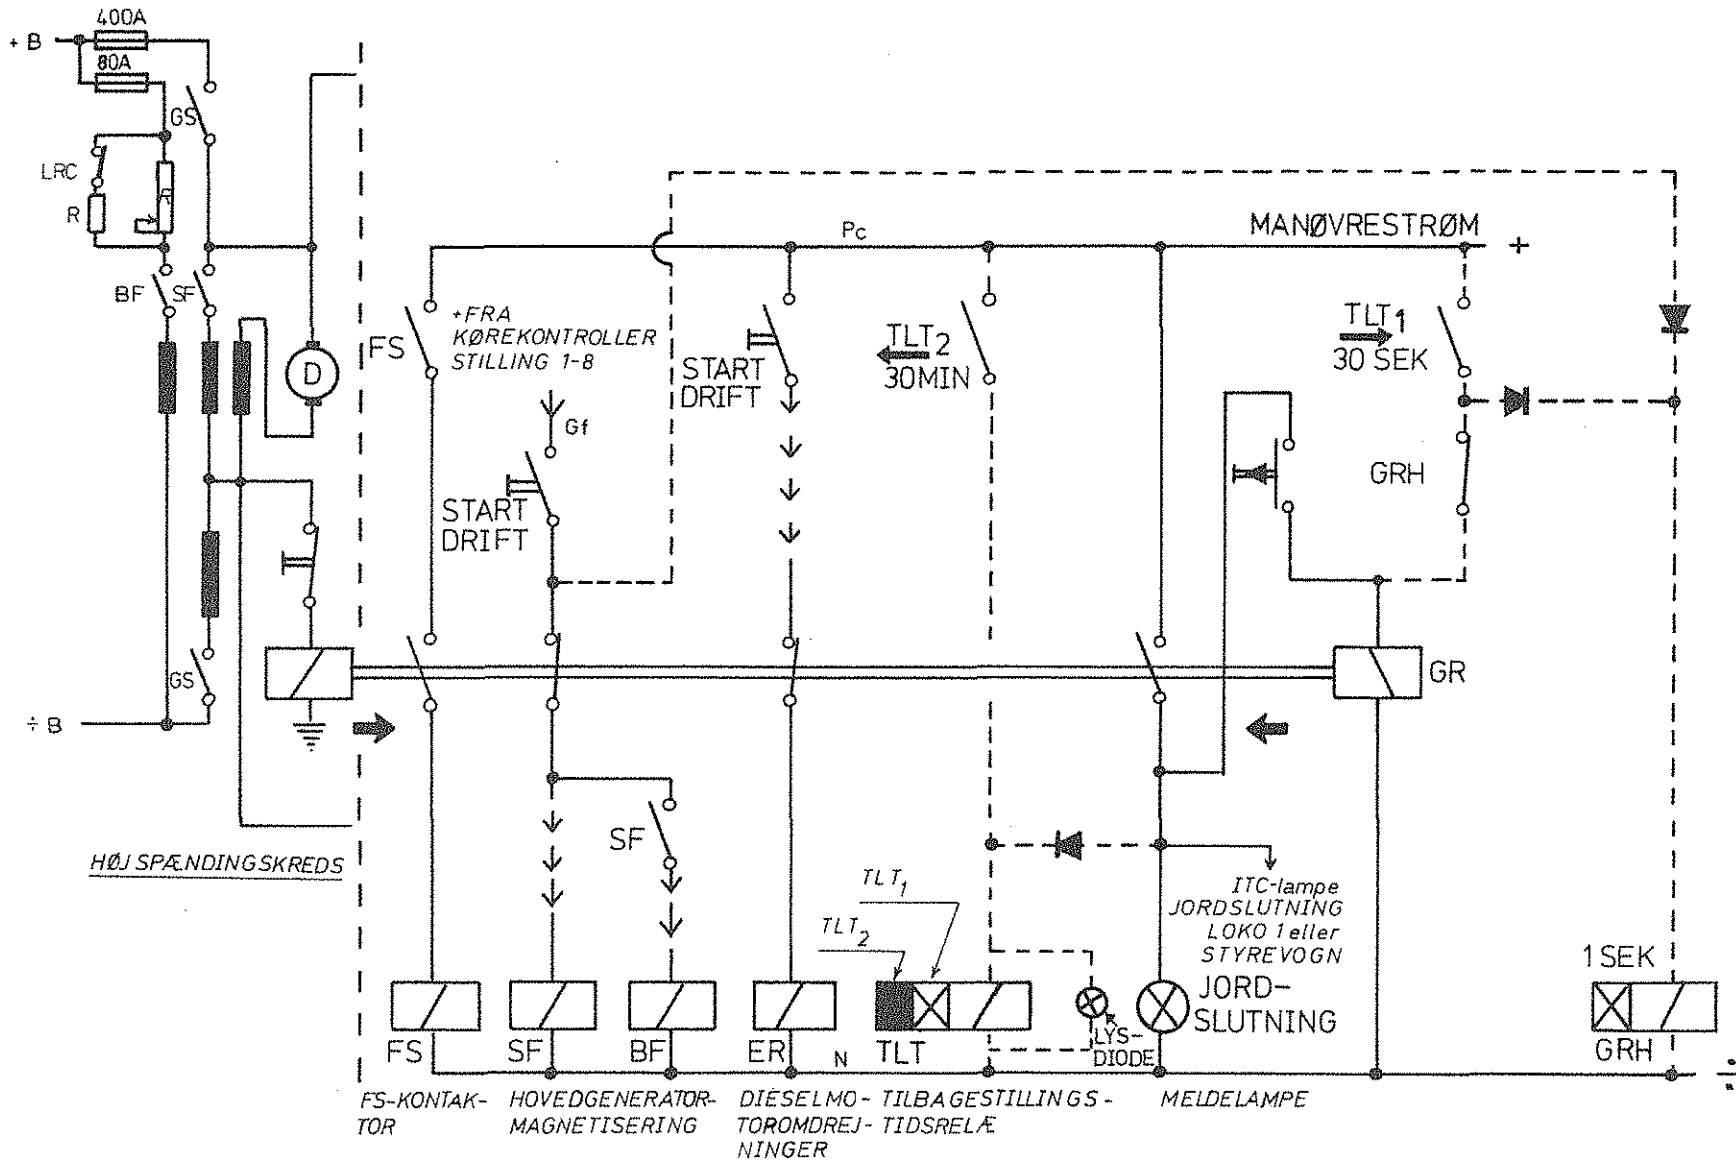 400A
+ B
80A
GS
LRC
R
R
BF
SF
D
GS
÷ B
HØJSPÆNDINGSKREDS
Pc
MANØVRESTRØM
+
FS
+FRA
KØREKONTROLLER
STILLING 1-8
Gf
START
DRIFT
START
DRIFT
TLT2
30MIN
TLT1
30 SEK
GRH
GR
SF
TLT1
TLT2
ITC-lampe
JORDSLUTNING
LOKO 1 eller
STYREVOGN
JORD-
SLUTNING
LYS-
DIODE
1 SEK
FS
SF
BF
ER
N
TLT
GRH
÷
FS-KONTAK-
TOR
HOVEDGENERATOR-
MAGNETISERING
DIESELMO-
TOROMDREJ-
NINGER
TILBAGESTILLINGS-
TIDSRELÆ
MELDELAMPE